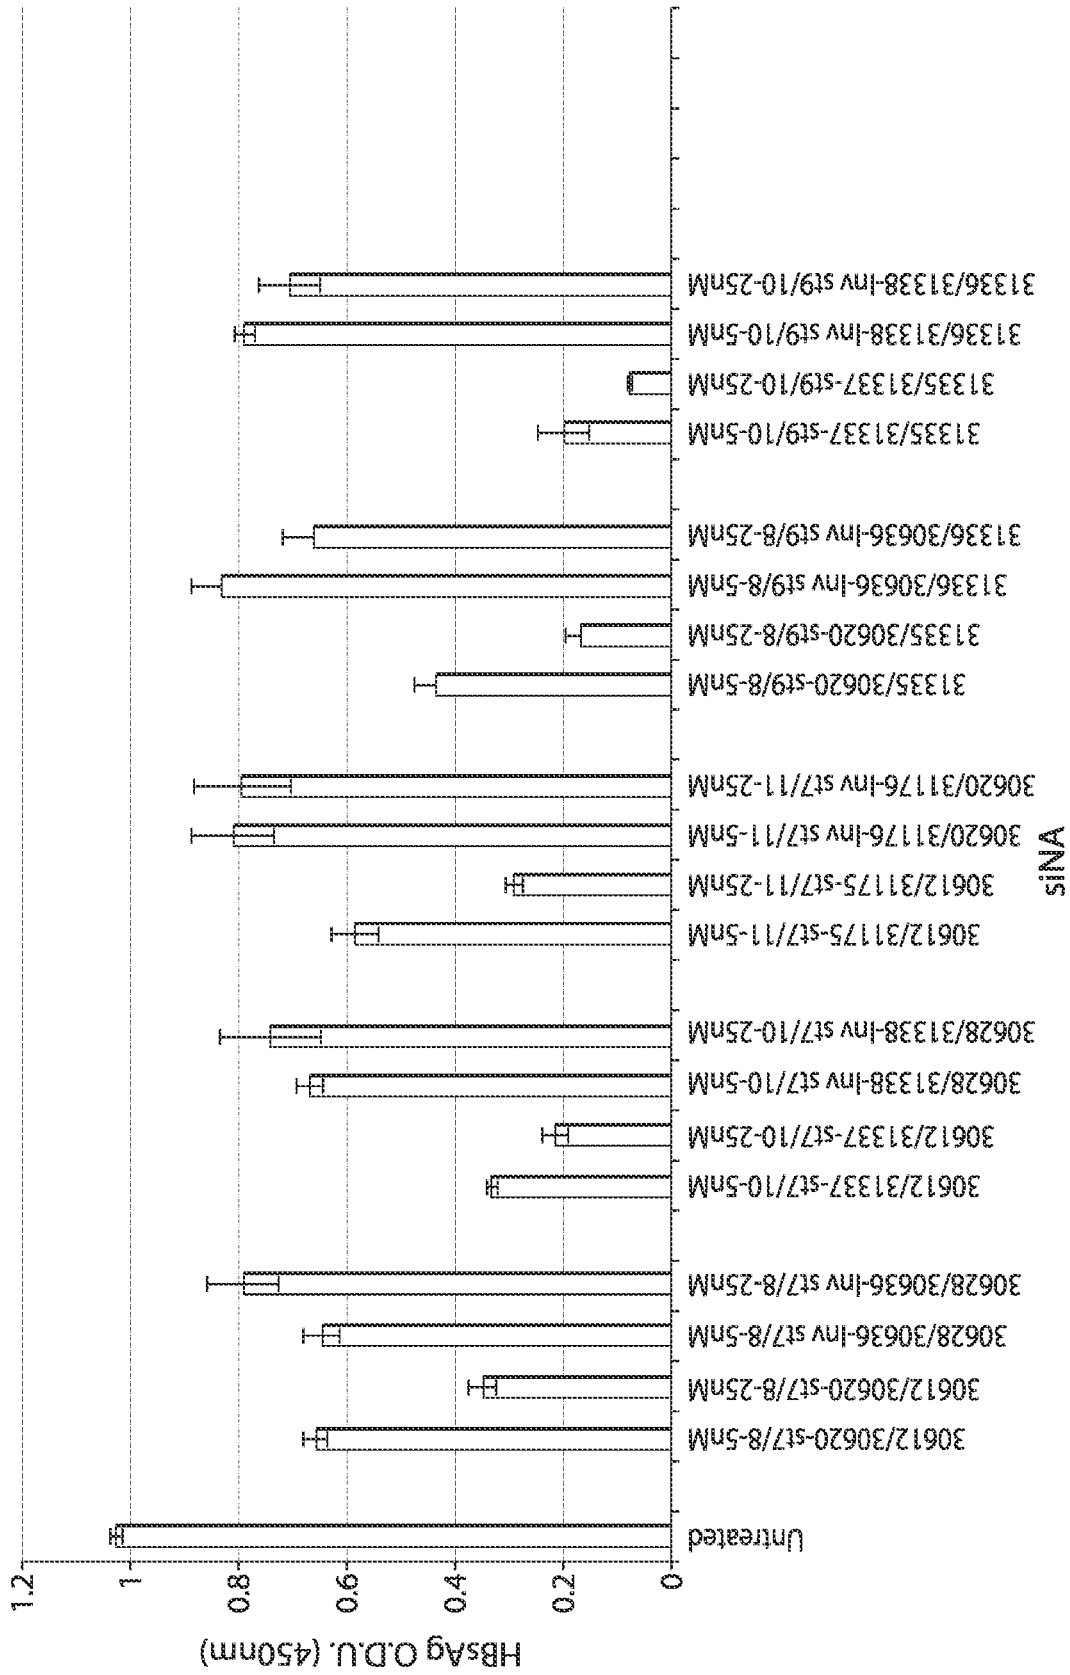 HBsAg O.D.U. (450nm)
1.2
1
0.8
0.6
0.4
0.2
0
Untreated
30612/30620-st7/8-5nM
30612/30620-st7/8-25nM
30628/30636-Inv st7/8-5nM
30628/30636-Inv st7/8-25nM
30612/31337-st7/10-5nM
30612/31337-st7/10-25nM
30628/31338-Inv st7/10-5nM
30628/31338-Inv st7/10-25nM
30612/31175-st7/11-5nM
30612/31175-st7/11-25nM
30620/31176-Inv st7/11-5nM
30620/31176-Inv st7/11-25nM
31335/30620-st9/8-5nM
31335/30620-st9/8-25nM
31336/30636-Inv st9/8-5nM
31336/30636-Inv st9/8-25nM
31335/31337-st9/10-5nM
31335/31337-st9/10-25nM
31336/31338-Inv st9/10-5nM
31336/31338-Inv st9/10-25nM
siNA